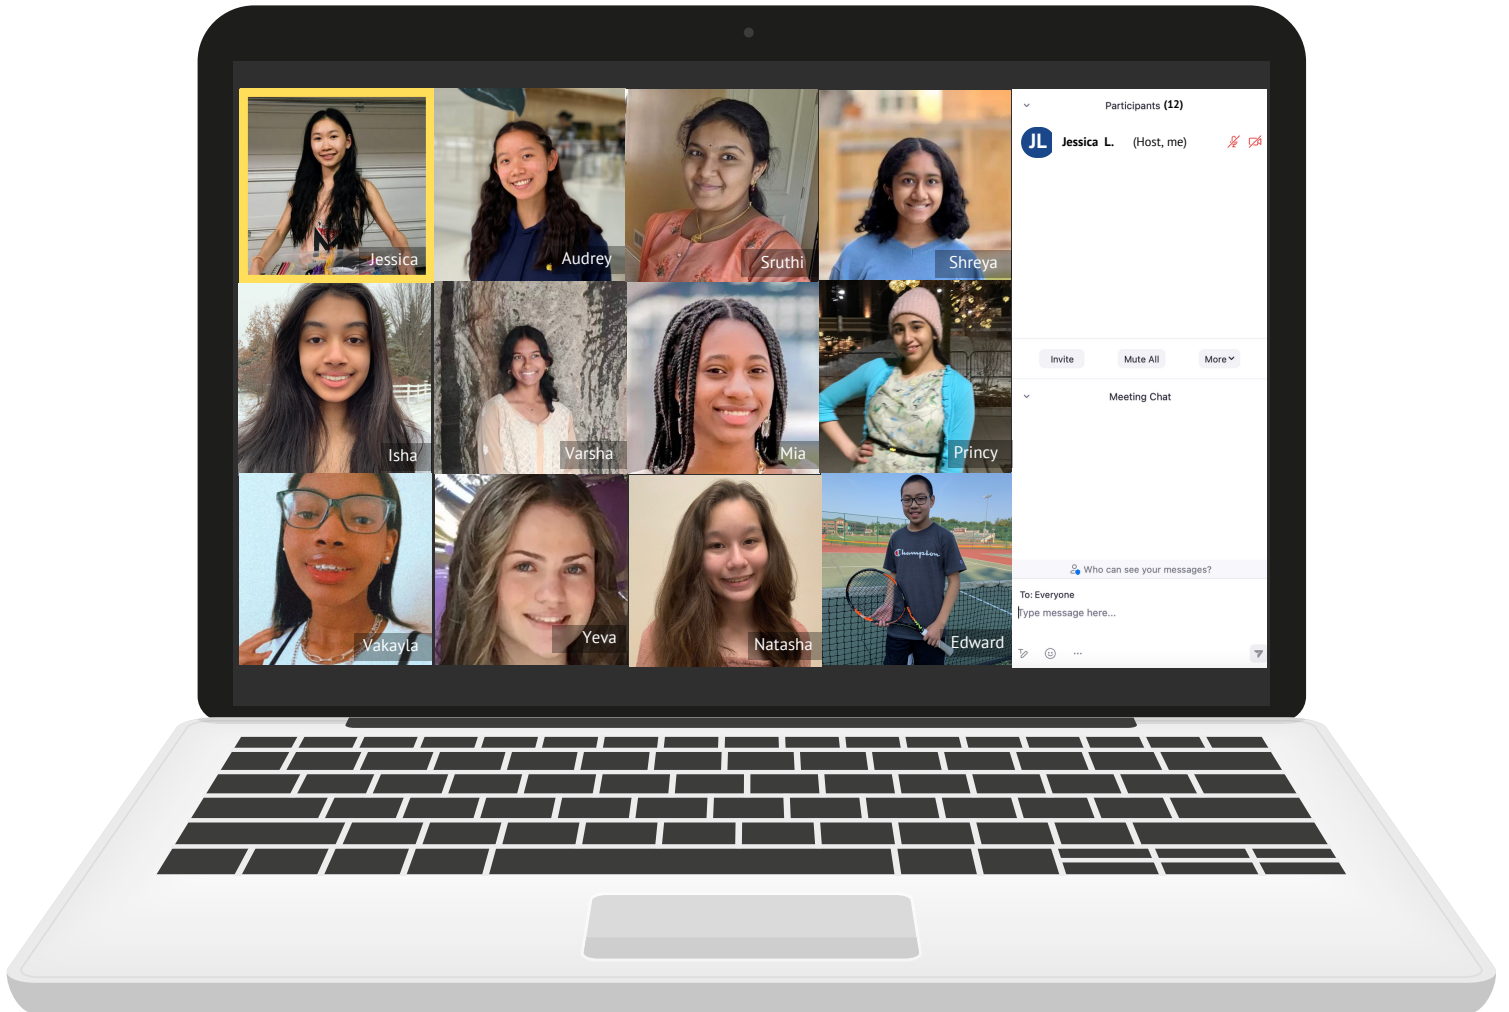 Jessica
Audrey
Sruthi
Shreya
Isha
Varsha
Mia
Princy
Vakayla
Yeva
Natasha
Champion
Edward
Participants (12)
JL Jessica L. (Host, me)
Invite Mute All More
Meeting Chat
Who can see your messages?
To: Everyone
Type message here...